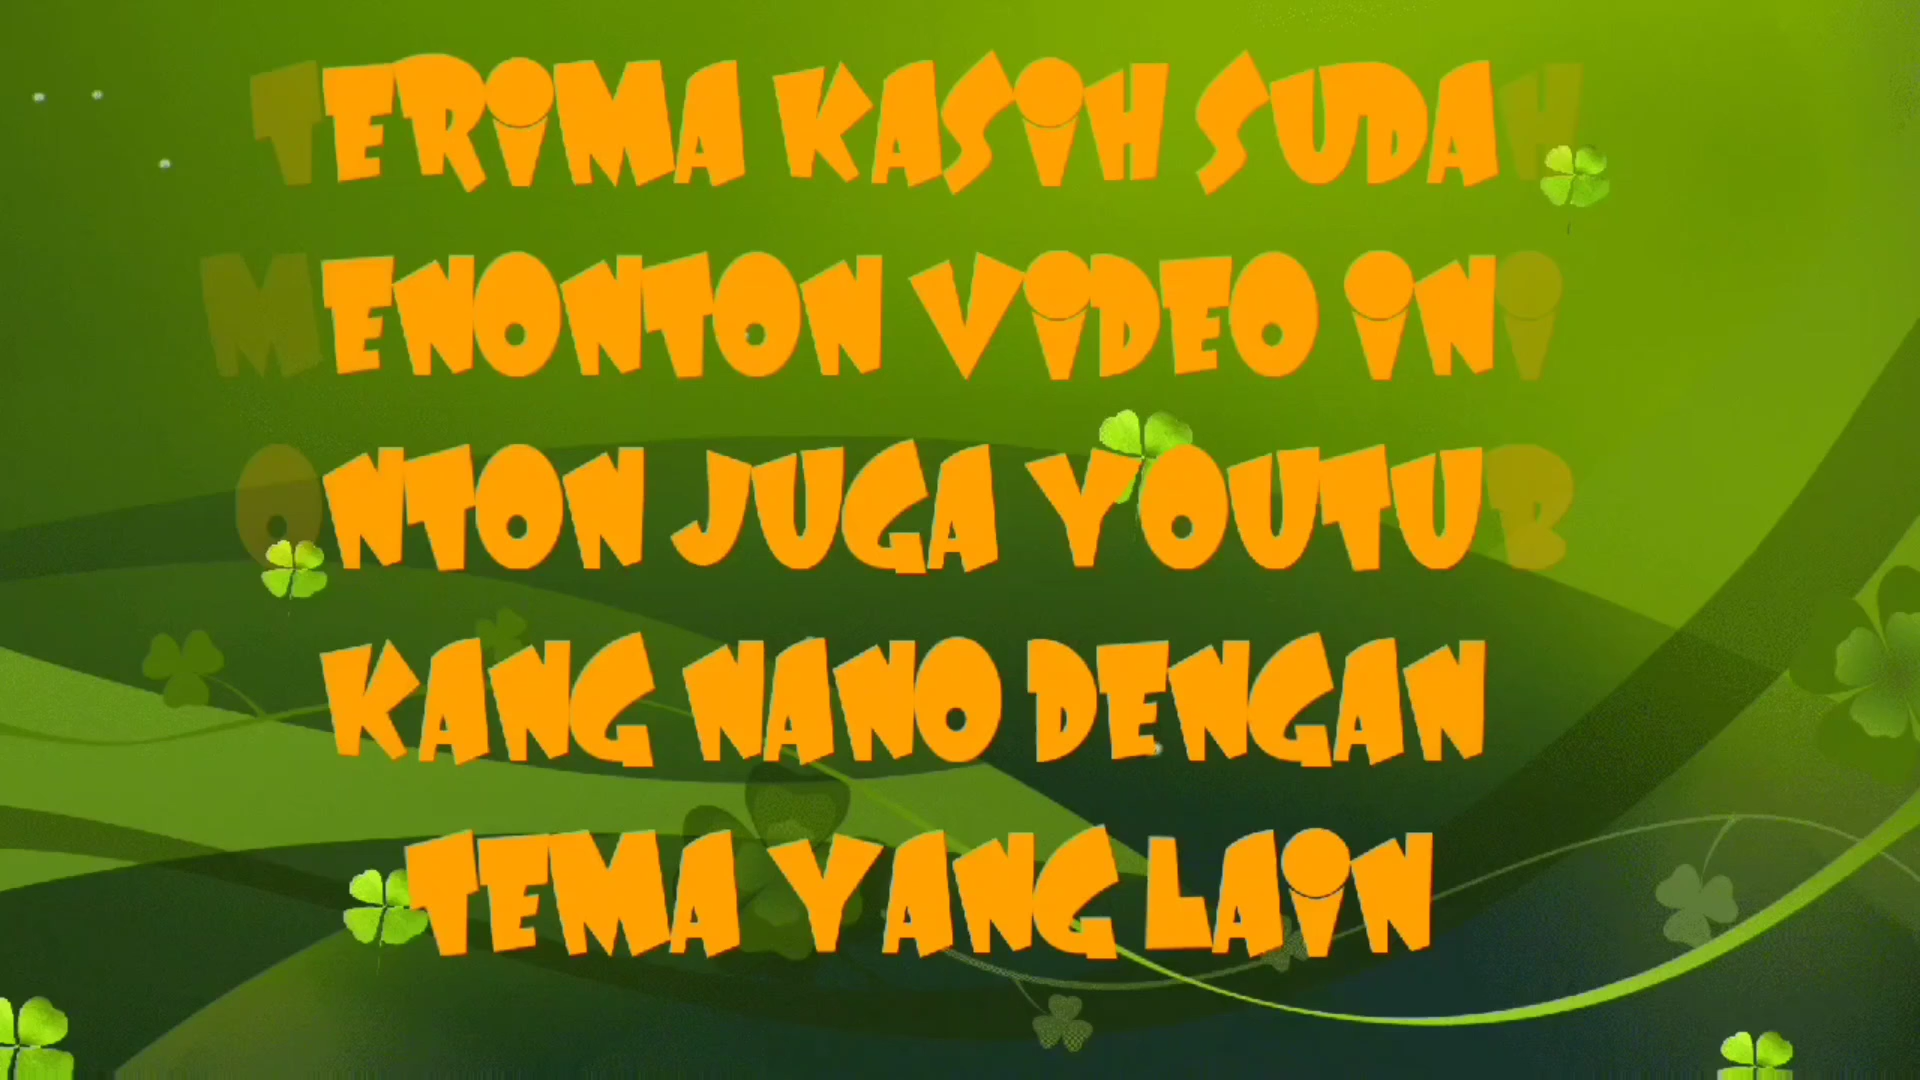 TERIMA KASIH SUDAH
MENONTON VIDEO INI
ONTON JUGA YOUTUB
KANG NANO DENGAN
TEMA YANG LAIN